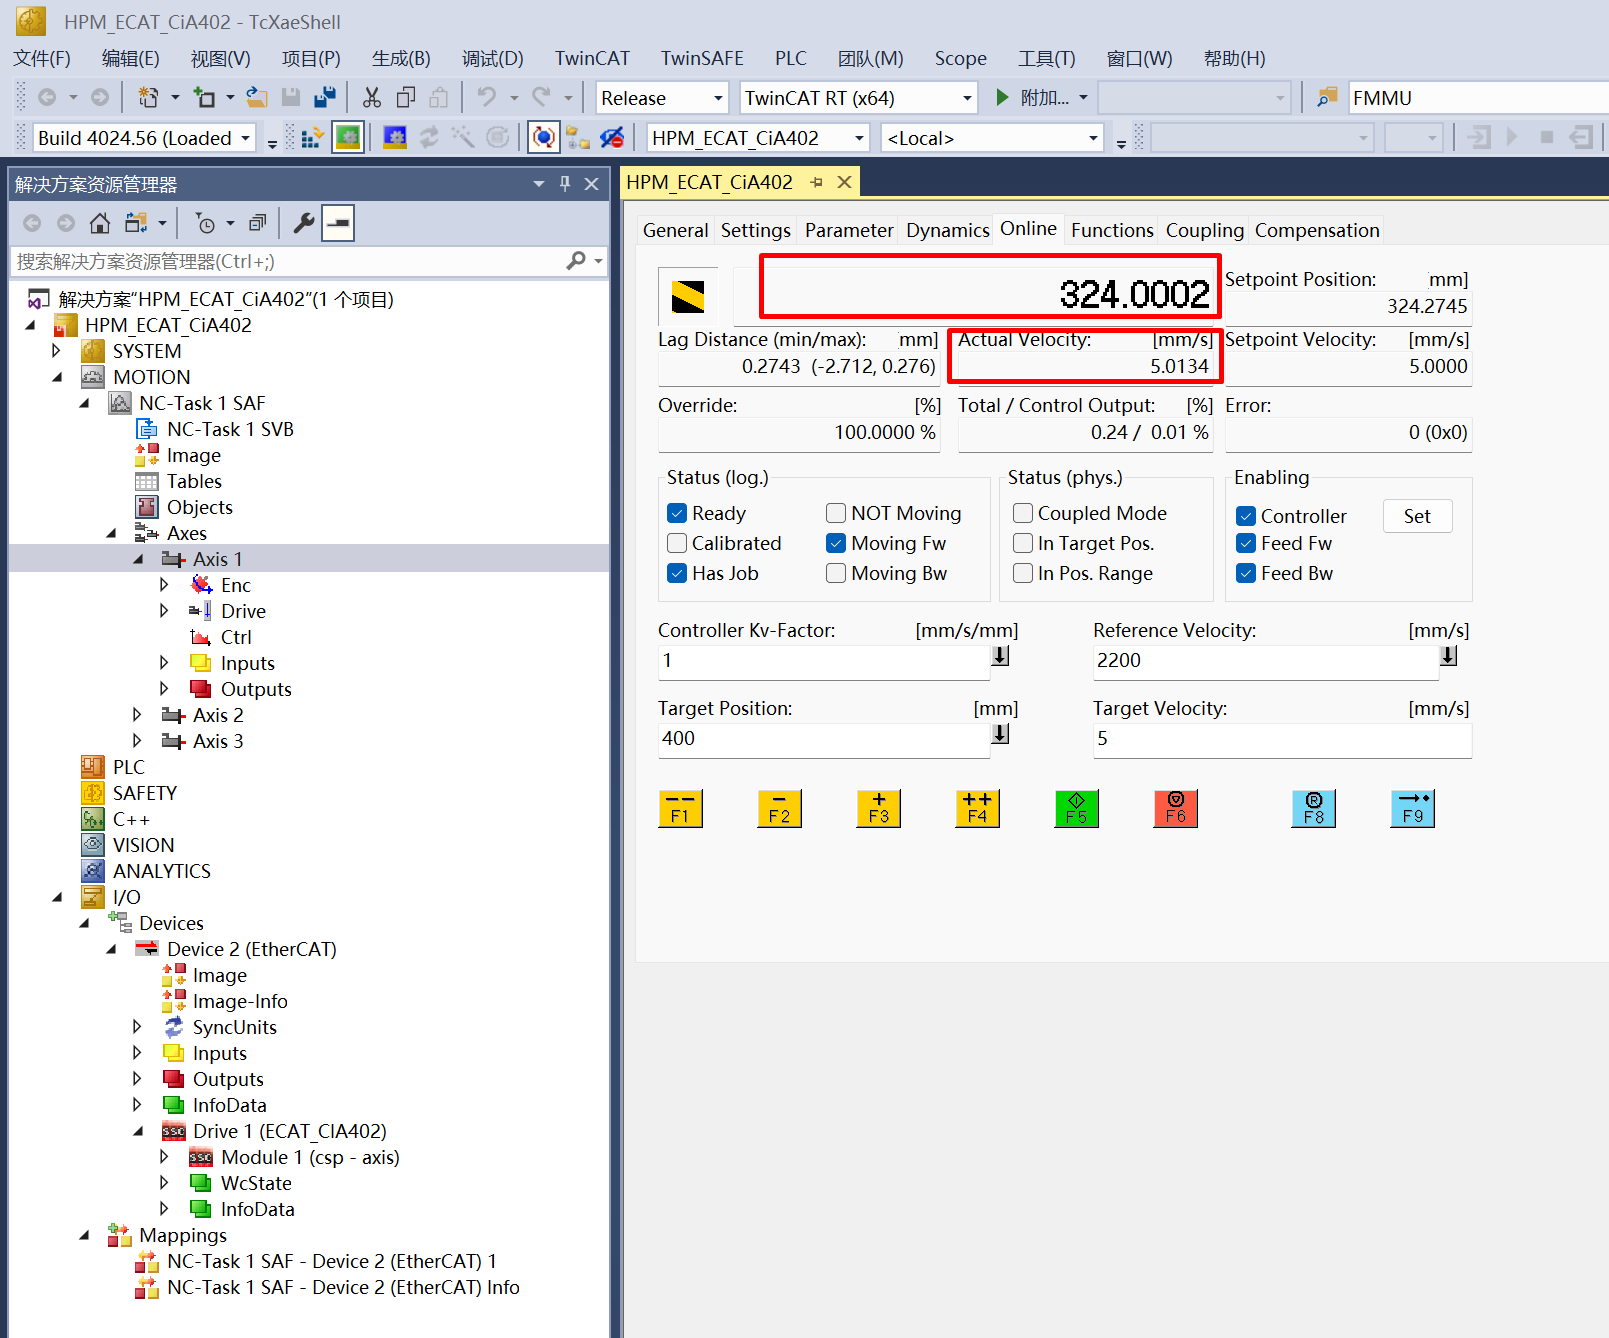 HPM_ECAT_CiA402 - TcXaeShell
文件(F) 编辑(E) 视图(V) 项目(P) 生成(B) 调试(D) TwinCAT TwinSAFE PLC 团队(M) Scope 工具(T) 窗口(W) 帮助(H)
Release TwinCAT RT (x64) 附加... FMMU
Build 4024.56 (Loaded HPM_ECAT_CiA402 <Local>
解决方案资源管理器
搜索解决方案资源管理器(Ctrl+;)
解决方案"HPM_ECAT_CiA402"(1 个项目)
HPM_ECAT_CiA402
SYSTEM
MOTION
NC-Task 1 SAF
NC-Task 1 SVB
Image
Tables
Objects
Axes
Axis 1
Enc
Drive
Ctrl
Inputs
Outputs
Axis 2
Axis 3
PLC
SAFETY
C++
VISION
ANALYTICS
I/O
Devices
Device 2 (EtherCAT)
Image
Image-Info
SyncUnits
Inputs
Outputs
InfoData
Drive 1 (ECAT_CIA402)
Module 1 (csp - axis)
WcState
InfoData
Mappings
NC-Task 1 SAF - Device 2 (EtherCAT) 1
NC-Task 1 SAF - Device 2 (EtherCAT) Info
HPM_ECAT_CiA402
General Settings Parameter Dynamics Online Functions Coupling Compensation
324.0002
Setpoint Position: mm]
324.2745
Lag Distance (min/max): mm] Actual Velocity: [mm/s] Setpoint Velocity: [mm/s]
0.2743 (-2.712, 0.276) 5.0134 5.0000
Override: [%] Total / Control Output: [%] Error:
100.0000 % 0.24 / 0.01 % 0 (0x0)
Status (log.) Status (phys.) Enabling
Ready NOT Moving Coupled Mode Controller Set
Calibrated Moving Fw In Target Pos. Feed Fw
Has Job Moving Bw In Pos. Range Feed Bw
Controller Kv-Factor: [mm/s/mm] Reference Velocity: [mm/s]
1 2200
Target Position: [mm] Target Velocity: [mm/s]
400 5
F1 F2 F3 F4 F5 F6 F8 F9